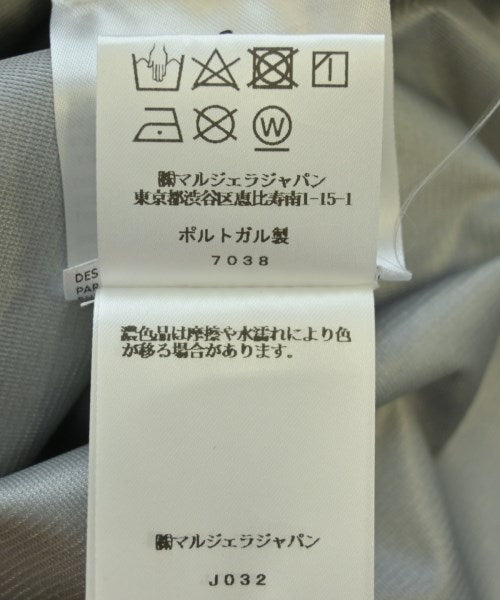 W
㈱マルジェラジャパン
東京都渋谷区恵比寿南1-15-1
ポルトガル製
7038
DES
PAR
濃色品は摩擦や水濡れにより色
が移る場合があります。
㈱マルジェラジャパン
J032